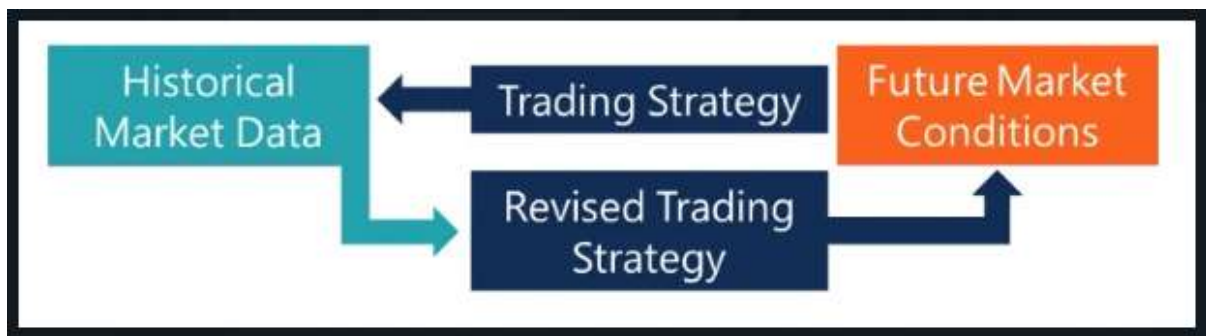 Historical
Market Data
Trading Strategy
Future Market
Conditions
Revised Trading
Strategy